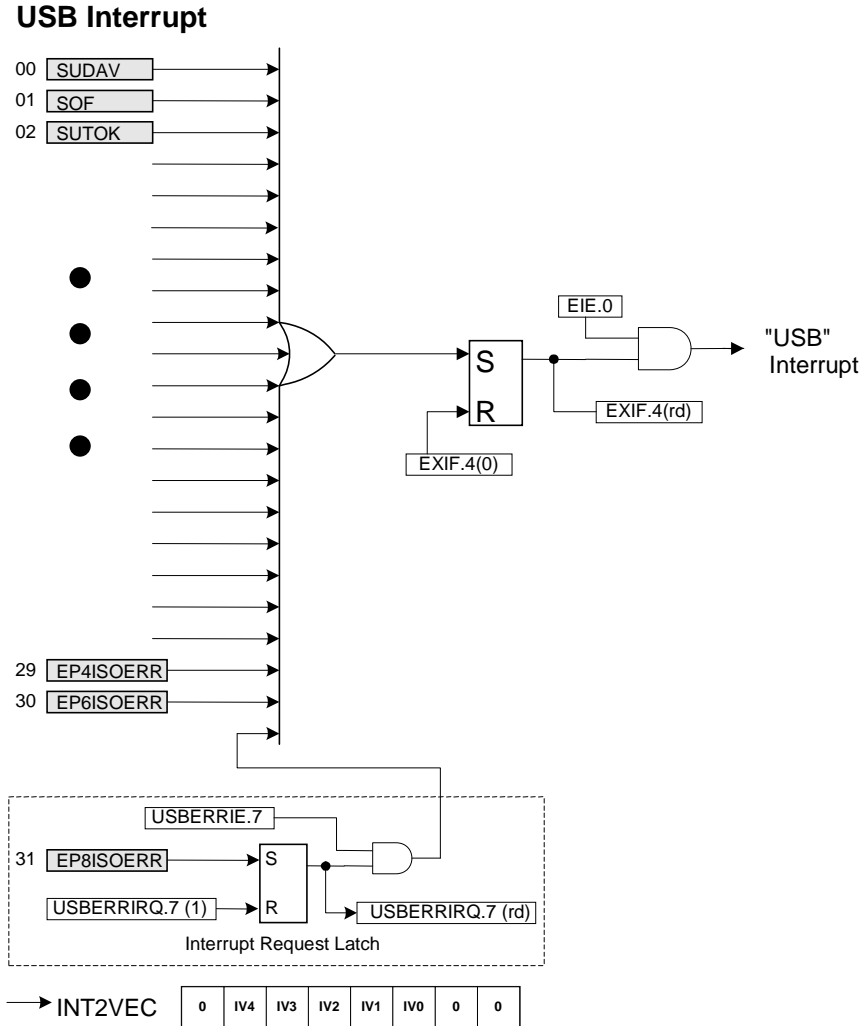 USB Interrupt
00 SUDAV
01 SOF
02 SUTOK
EIE.0
"USB"
Interrupt
S
R
EXIF.4(rd)
EXIF.4(0)
29 EP4ISOERR
30 EP6ISOERR
USBERRIE.7
31 EP8ISOERR
S
R
USBERRIRQ.7 (1)
USBERRIRQ.7 (rd)
Interrupt Request Latch
INT2VEC 0 IV4 IV3 IV2 IV1 IV0 0 0